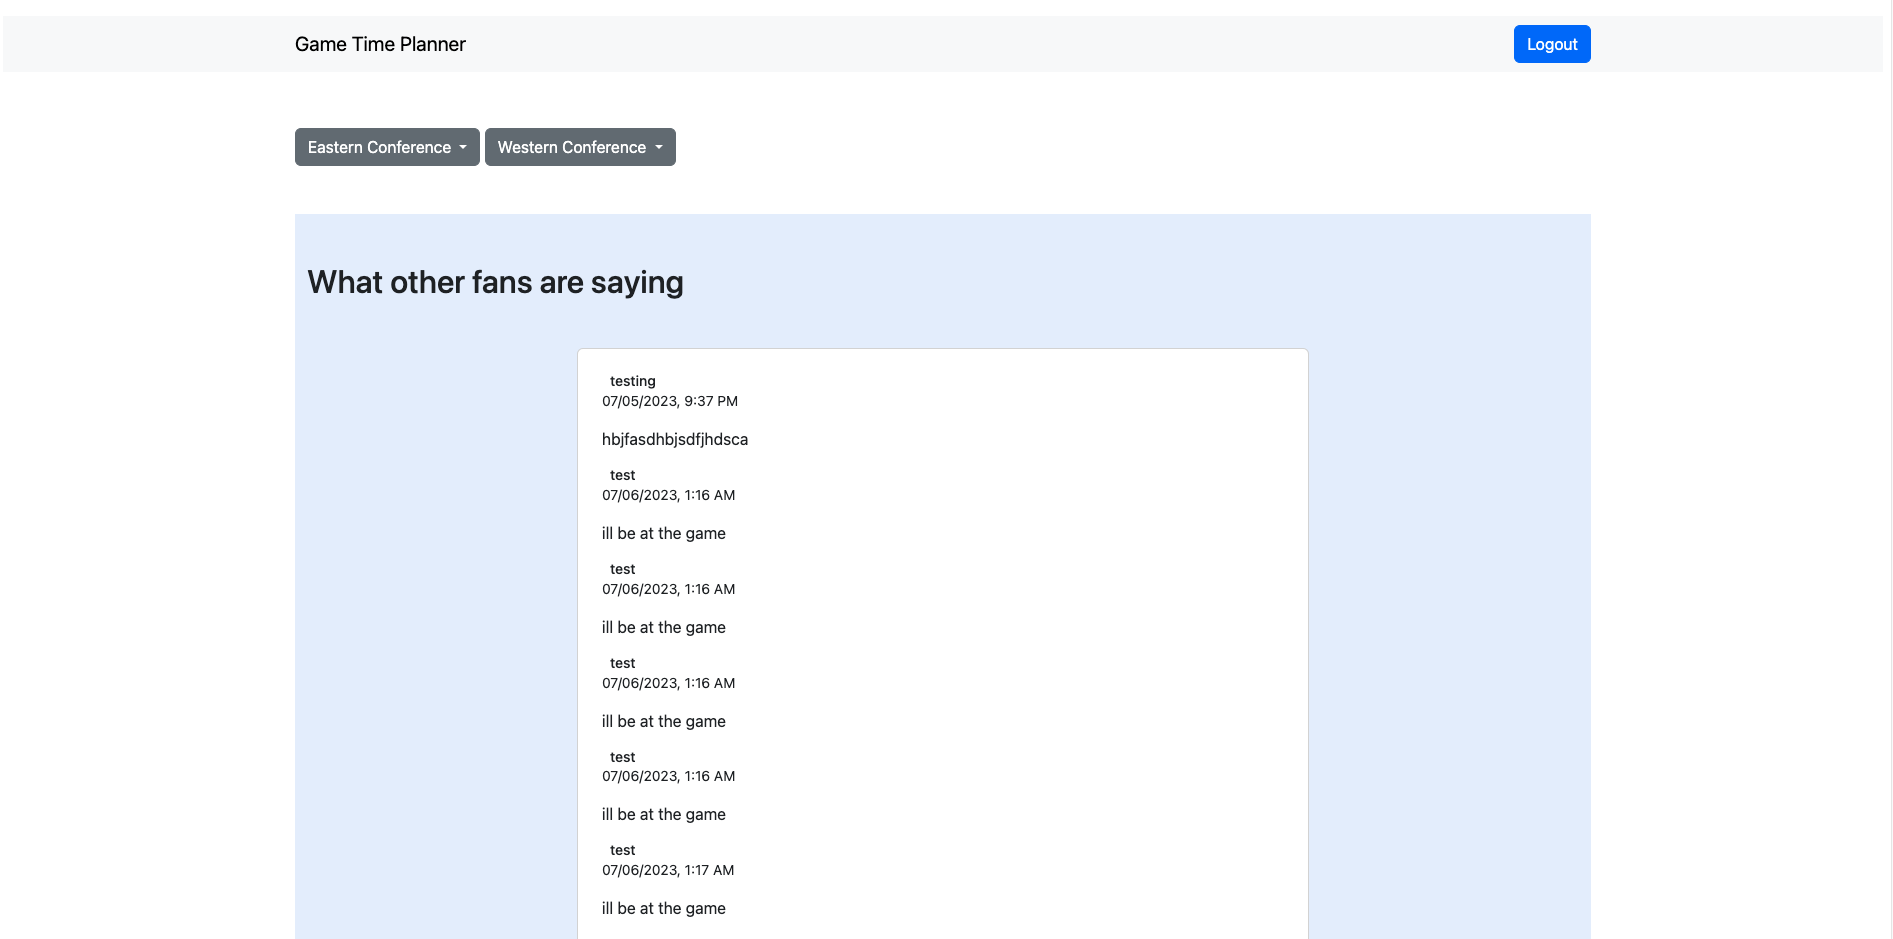 Game Time Planner
Logout
Eastern Conference
Western Conference
What other fans are saying
testing
07/05/2023, 9:37 PM
hbjfasdhbjsdfjhdsca
test
07/06/2023, 1:16 AM
ill be at the game
test
07/06/2023, 1:16 AM
ill be at the game
test
07/06/2023, 1:16 AM
ill be at the game
test
07/06/2023, 1:16 AM
ill be at the game
test
07/06/2023, 1:17 AM
ill be at the game